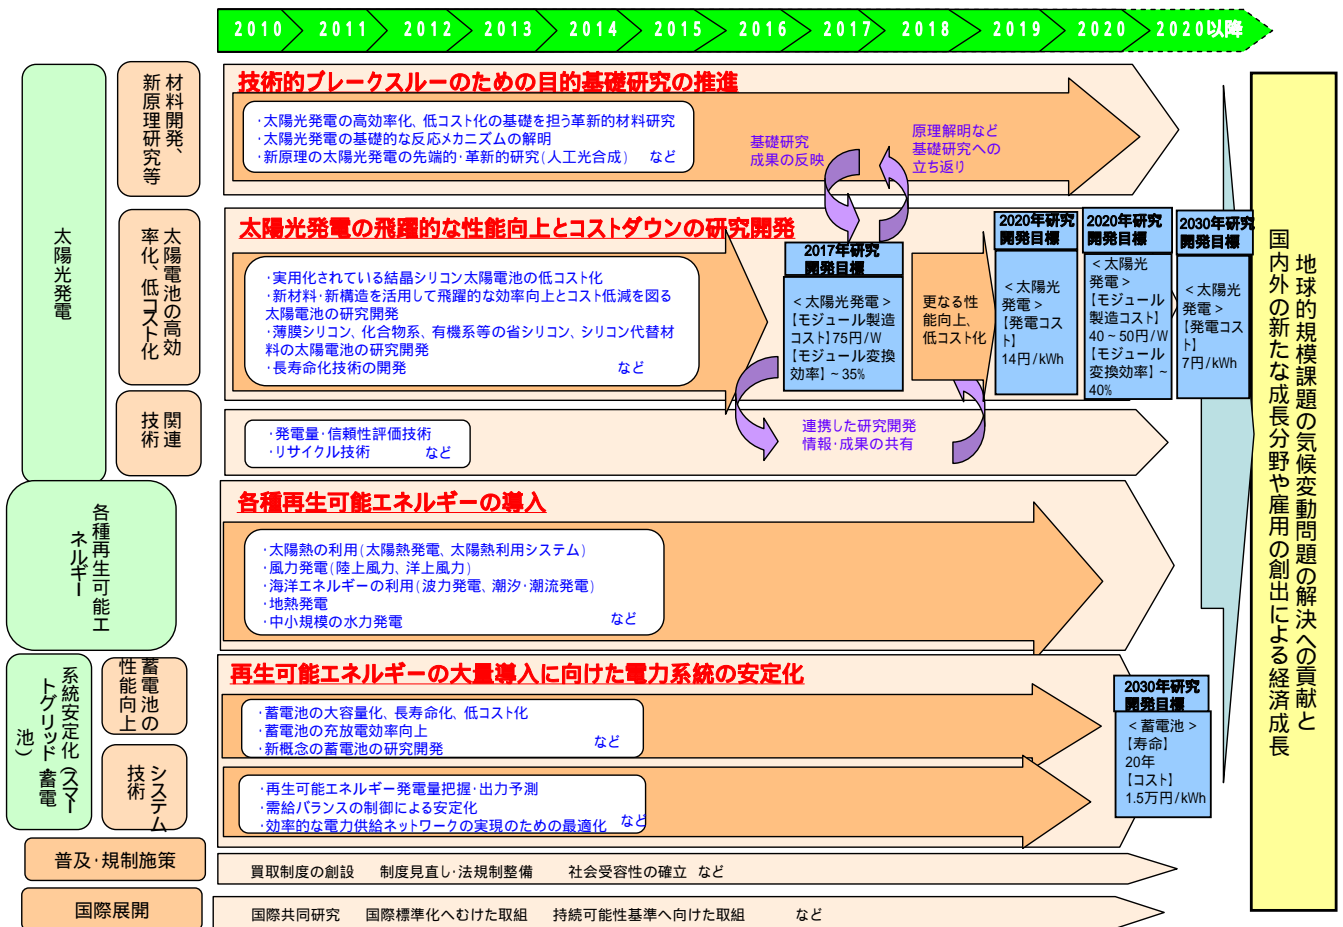 2010 2011 2012 2013 2014 2015 2016 2017 2018 2019 2020 2020以降
太陽光発電
材料開発、
新原理研究等
技術的ブレークスルーのための目的基礎研究の推進
･太陽光発電の高効率化、低コスト化の基礎を担う革新的材料研究
･太陽光発電の基礎的な反応メカニズムの解明
･新原理の太陽光発電の先端的･革新的研究(人工光合成) など
基礎研究
成果の反映
原理解明など
基礎研究への
立ち返り
太陽電池の高効
率化、低コスト化
太陽光発電の飛躍的な性能向上とコストダウンの研究開発
･実用化されている結晶シリコン太陽電池の低コスト化
･新材料･新構造を活用して飛躍的な効率向上とコスト低減を図る
太陽電池の研究開発
･薄膜シリコン、化合物系、有機系等の省シリコン、シリコン代替材
料の太陽電池の研究開発
･長寿命化技術の開発 など
2017年研究
開発目標
<太陽光発電>
【モジュール製造
コスト】75円/W
【モジュール変換
効率】~35%
更なる性
能向上、
低コスト化
2020年研究
開発目標
<太陽光
発電>
【発電コス
ト】
14円/kWh
2020年研究
開発目標
<太陽光
発電>
【モジュール
製造コスト】
40~50円/W
【モジュール
変換効率】~
40%
2030年研究
開発目標
<太陽光
発電>
【発電コス
ト】
7円/kWh
関連
技術
･発電量･信頼性評価技術
･リサイクル技術 など
連携した研究開発
情報･成果の共有
各種再生可能エ
ネルギー
各種再生可能エネルギーの導入
･太陽熱の利用(太陽熱発電、太陽熱利用システム)
･風力発電(陸上風力、洋上風力)
･海洋エネルギーの利用(波力発電、潮汐･潮流発電)
･地熱発電
･中小規模の水力発電 など
系統安定化(スマー
トグリッド 蓄電
池)
蓄電池の
性能向上
再生可能エネルギーの大量導入に向けた電力系統の安定化
･蓄電池の大容量化、長寿命化、低コスト化
･蓄電池の充放電効率向上
･新概念の蓄電池の研究開発 など
システム
技術
･再生可能エネルギー発電量把握･出力予測
･需給バランスの制御による安定化
･効率的な電力供給ネットワークの実現のための最適化 など
2030年研究
開発目標
<蓄電池>
【寿命】
20年
【コスト】
1.5万円/kWh
普及･規制施策
買取制度の創設 制度見直し･法規制整備 社会受容性の確立 など
国際展開
国際共同研究 国際標準化へむけた取組 持続可能性基準へ向けた取組 など
地球的規模課題の気候変動問題の解決への貢献と
国内外の新たな成長分野や雇用の創出による経済成長